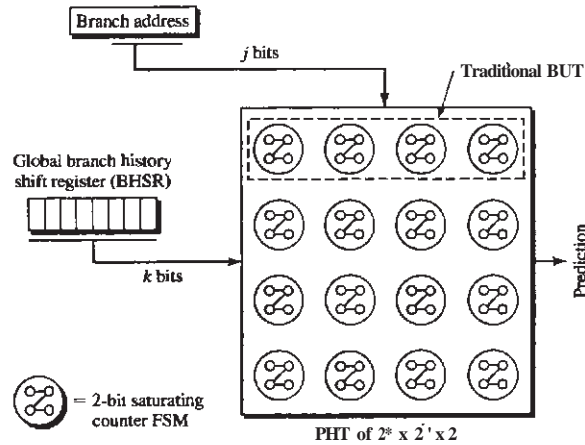 Branch address
j bits
Traditional BUT
Global branch history
shift register (BHSR)
k bits
Prediction
= 2-bit saturating
counter FSM
PHT of 2* x 2' x 2